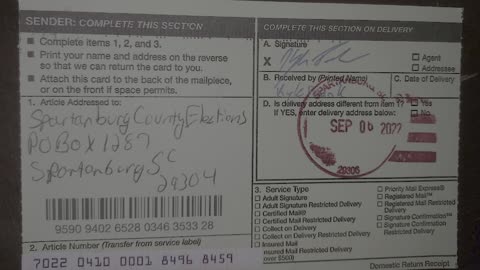 SENDER: COMPLETE THIS SECTION
■ Complete items 1, 2, and 3.
■ Print your name and address on the reverse
so that we can return the card to you.
■ Attach this card to the back of the mailpiece,
or on the front if space permits.
1. Article Addressed to:
Spartanburg County Elections
PO Box 1287
Spartanburg SC
29304
9590 9402 6528 0346 3533 28
2. Article Number (Transfer from service label)
7022 0410 0001 8496 8459
COMPLETE THIS SECTION ON DELIVERY
A. Signature
X
☐ Agent
☐ Addressee
B. Received by (Printed Name)
C. Date of Delivery
D. Is delivery address different from item 1? ☐ Yes
If YES, enter delivery address below: ☐ No
SEP 06 2022
29306
3. Service Type
☐ Adult Signature
☐ Adult Signature Restricted Delivery
☐ Certified Mail®
☐ Certified Mail Restricted Delivery
☐ Collect on Delivery
☐ Collect on Delivery Restricted Delivery
☐ Insured Mail
Insured Mail Restricted Delivery
(over $500)
☐ Priority Mail Express®
☐ Registered Mail™
☐ Registered Mail Restricted
Delivery
☐ Signature Confirmation™
☐ Signature Confirmation
Restricted Delivery
Domestic Return Receipt